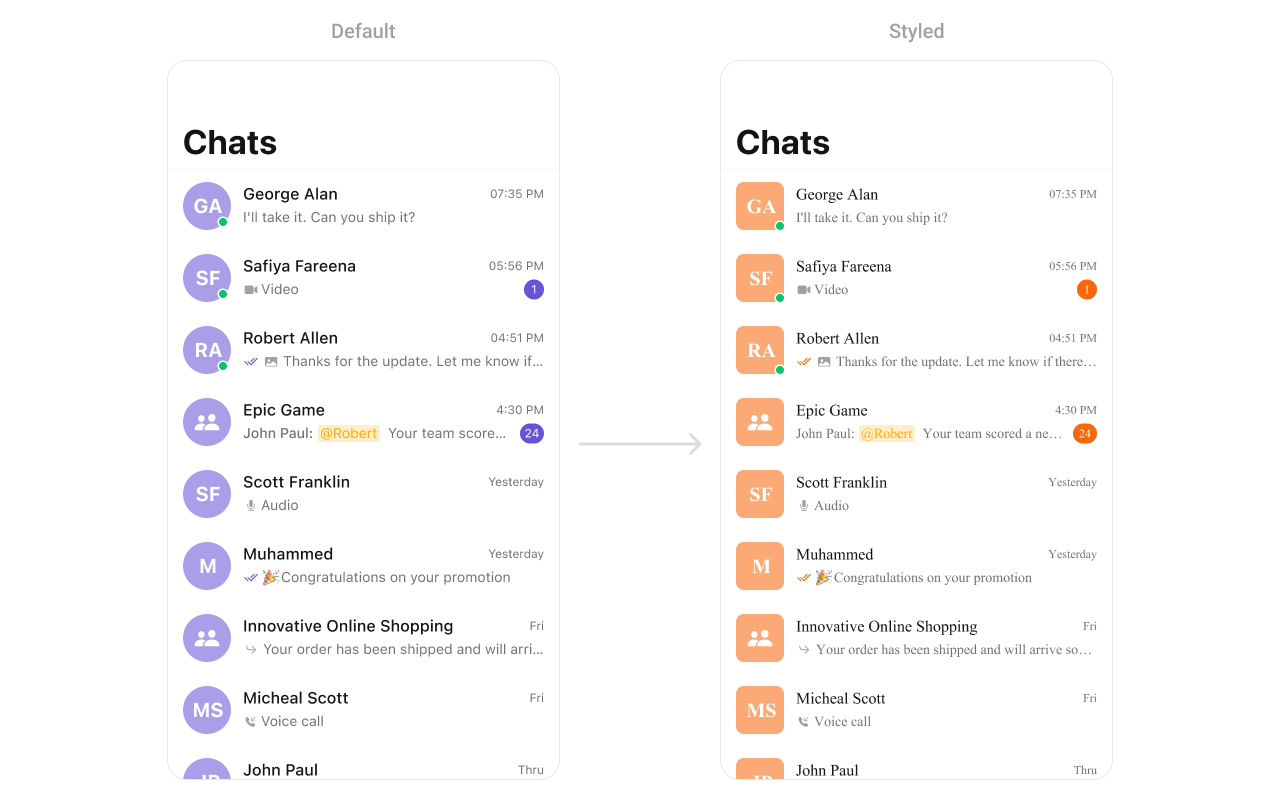 Default
Chats
GA George Alan 07:35 PM
I'll take it. Can you ship it?
SF Safiya Fareena 05:56 PM
Video 1
RA Robert Allen 04:51 PM
Thanks for the update. Let me know if...
Epic Game 4:30 PM
John Paul: @Robert Your team score... 24
SF Scott Franklin Yesterday
Audio
M Muhammed Yesterday
🎉Congratulations on your promotion
Innovative Online Shopping Fri
Your order has been shipped and will arri...
MS Micheal Scott Fri
Voice call
John Paul Thru
Styled
Chats
GA George Alan 07:35 PM
I'll take it. Can you ship it?
SF Safiya Fareena 05:56 PM
Video 1
RA Robert Allen 04:51 PM
Thanks for the update. Let me know if there...
Epic Game 4:30 PM
John Paul: @Robert Your team scored a ne... 24
SF Scott Franklin Yesterday
Audio
M Muhammed Yesterday
🎉Congratulations on your promotion
Innovative Online Shopping Fri
Your order has been shipped and will arrive so...
MS Micheal Scott Fri
Voice call
John Paul Thru